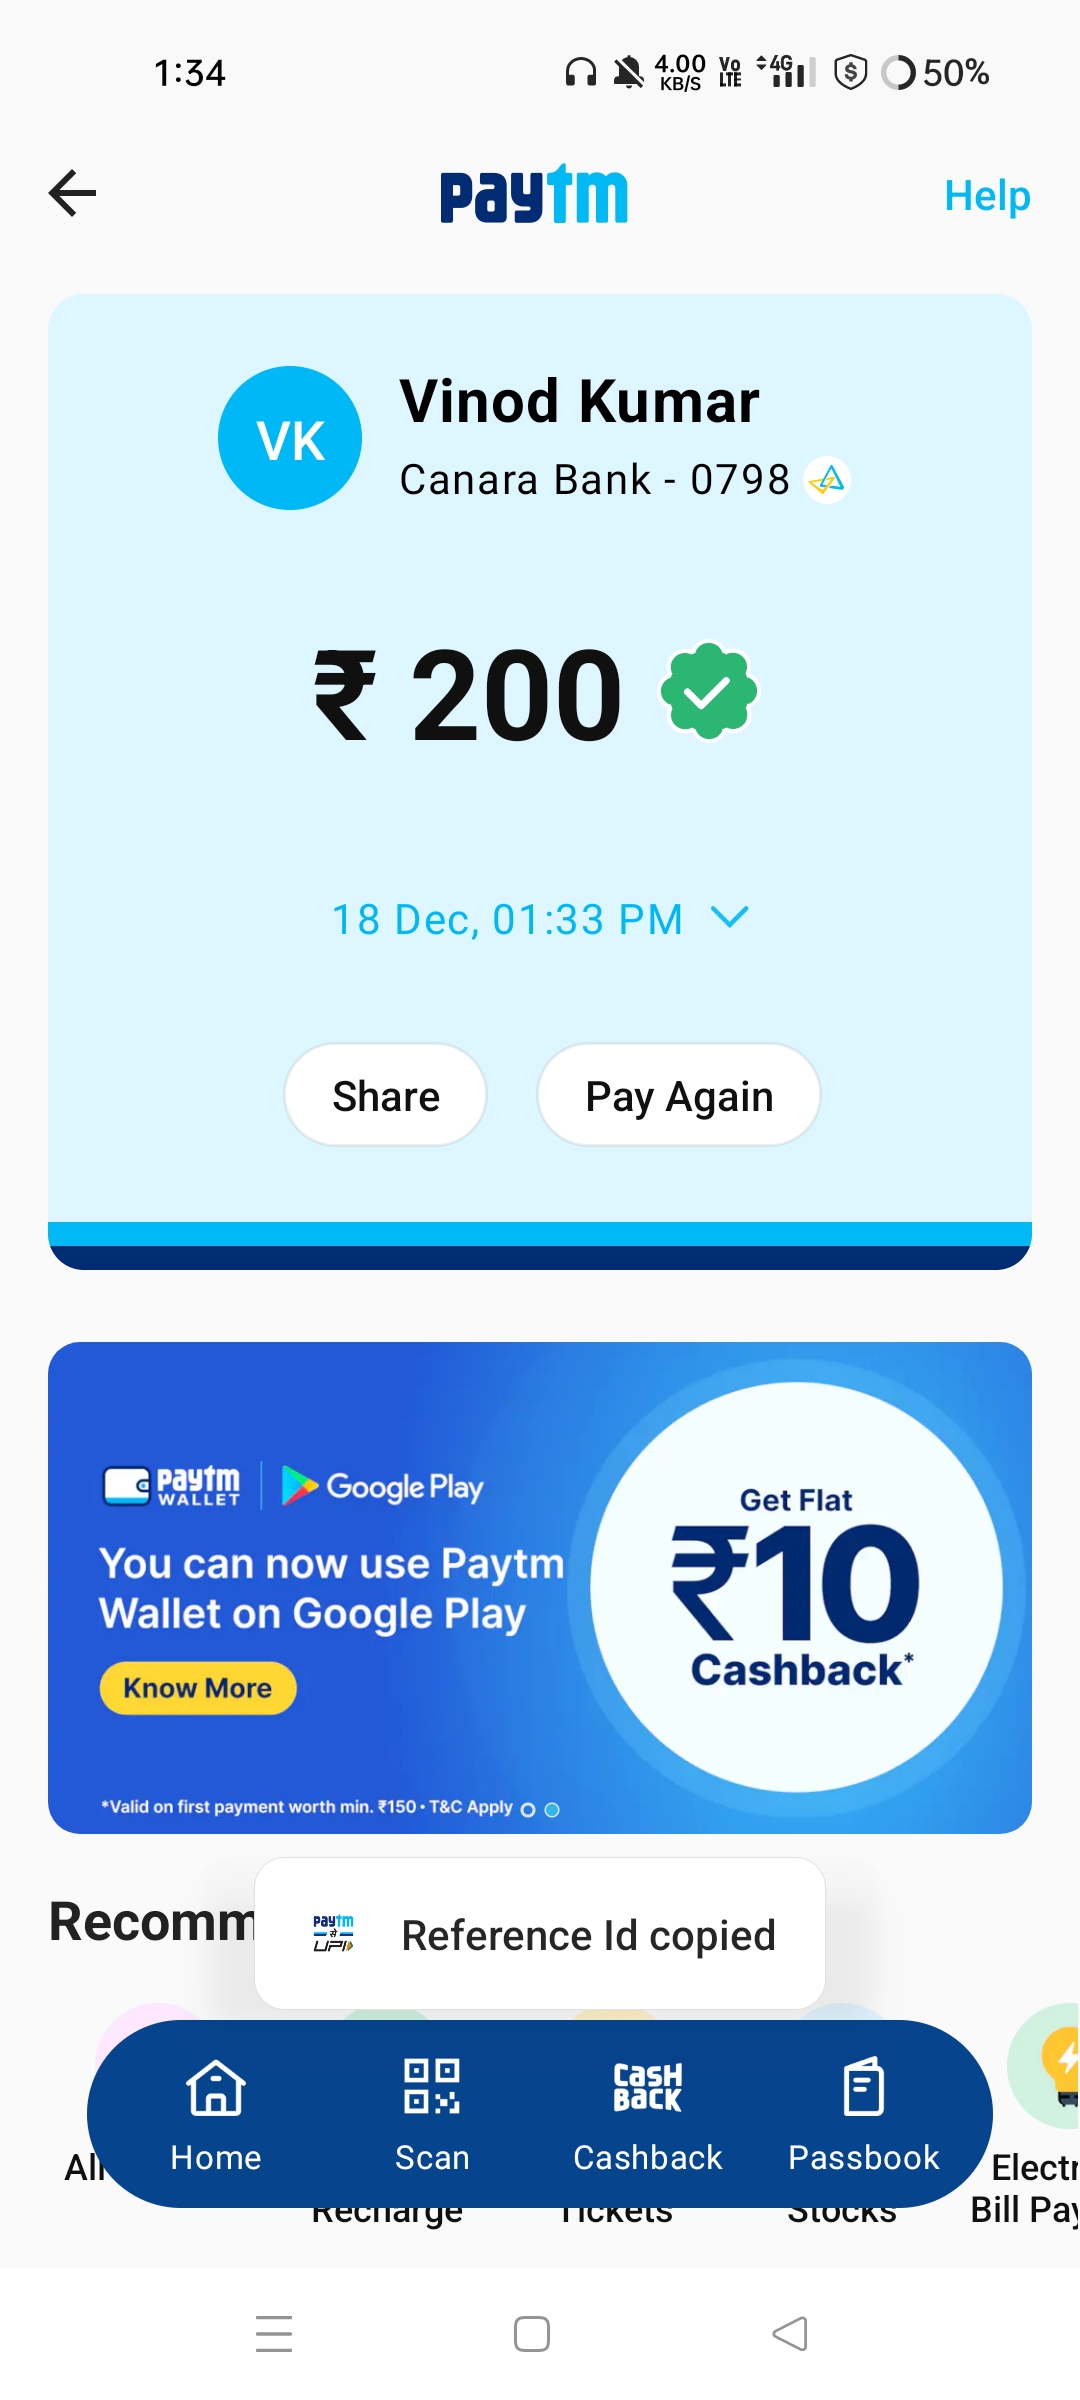 1:34
4.00
KB/S
Vo
LTE
4G
50%
paytm
Help
VK
Vinod Kumar
Canara Bank - 0798
₹ 200
18 Dec, 01:33 PM
Share
Pay Again
paytm
WALLET
Google Play
You can now use Paytm
Wallet on Google Play
Know More
*Valid on first payment worth min. ₹150 • T&C Apply
Get Flat
₹10
Cashback*
Recomm
paytm
से
UPI
Reference Id copied
CASH
BACK
Home
Scan
Cashback
Passbook
All
Recharge
Tickets
Stocks
Electr
Bill Pay